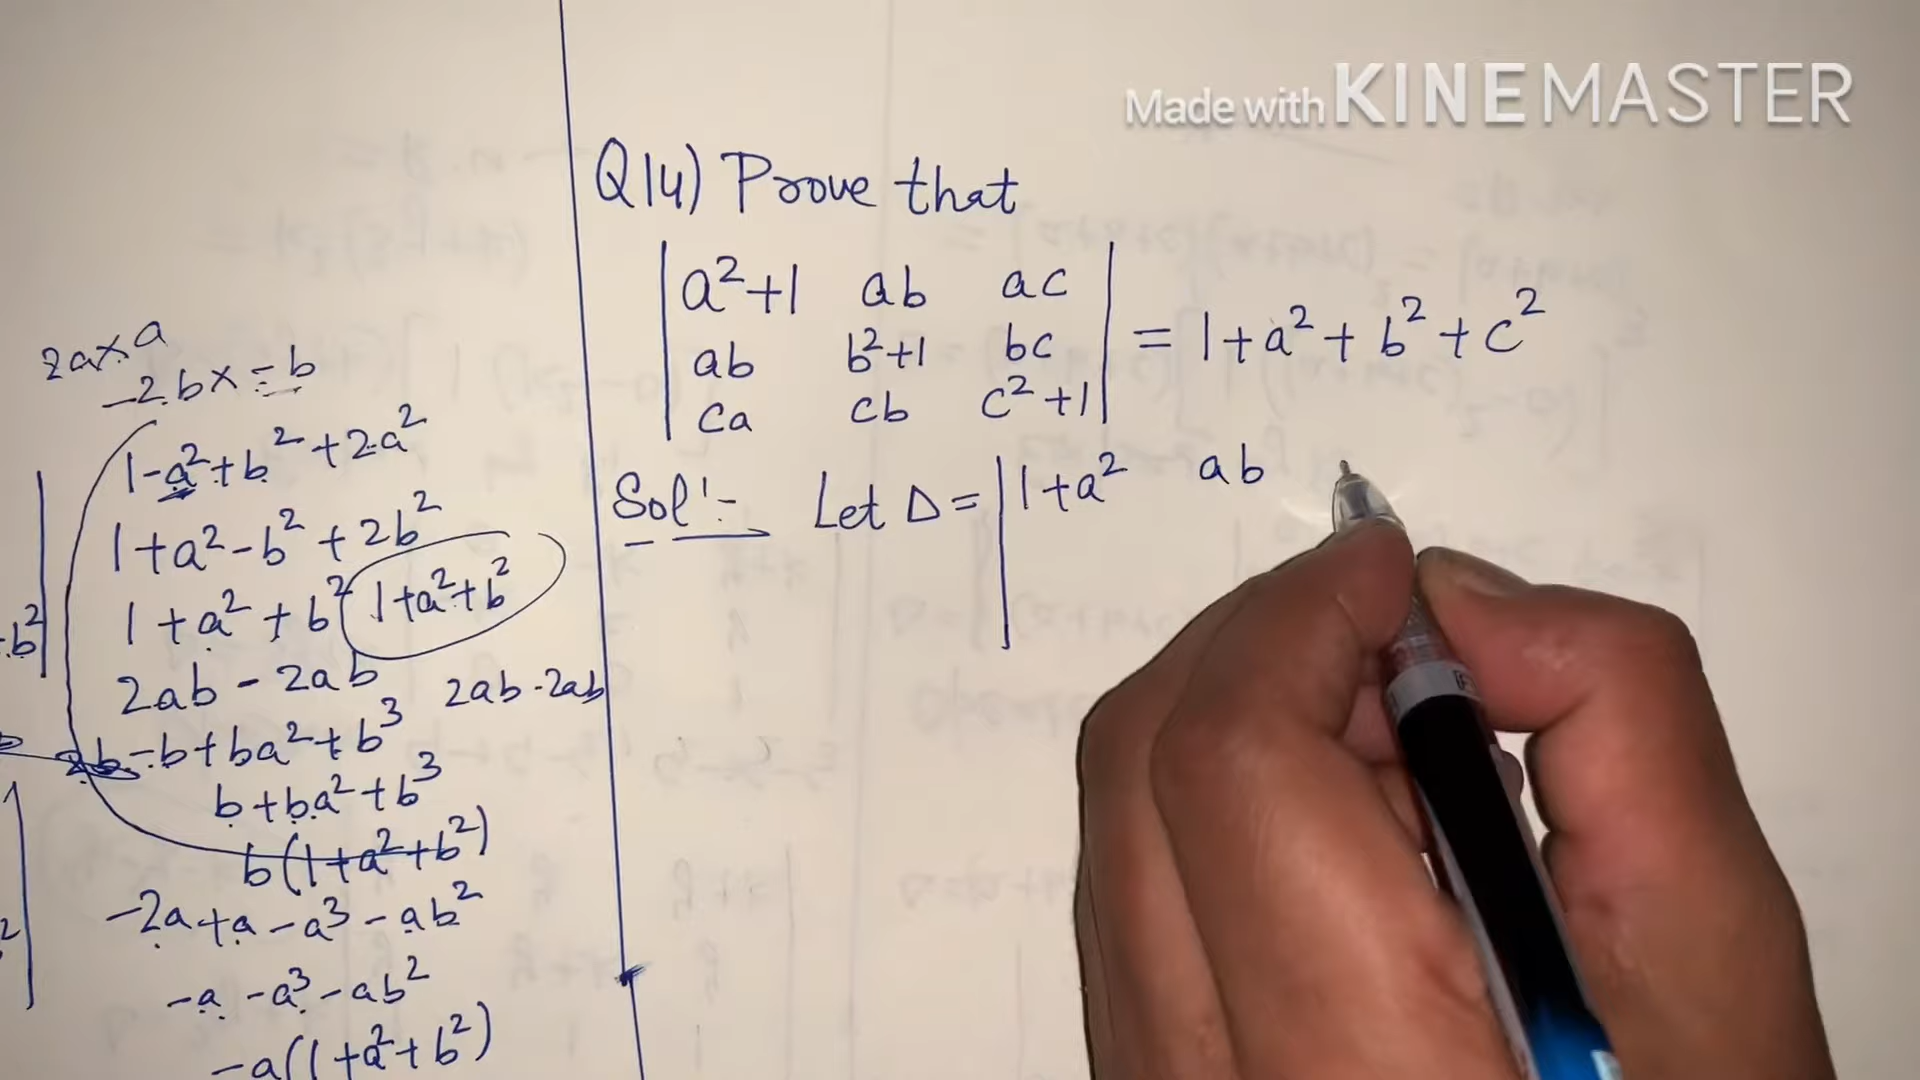 Made with KINEMASTER
2a×a
-2b×=-b
1-a²+b²+2a²
1+a²-b²+2b²
1+a²+b² 1+a²+b²
2ab-2ab 2ab-2ab
-b+ba²+b³
b+ba²+b³
b(1+a²+b²)
-2a+a-a³-ab²
-a-a³-ab²
-a(1+a²+b²)
Q14) Prove that
|a²+1 ab ac|
|ab b²+1 bc| = 1+a²+b²+c²
|ca cb c²+1|
Sol':- Let Δ= |1+a² ab